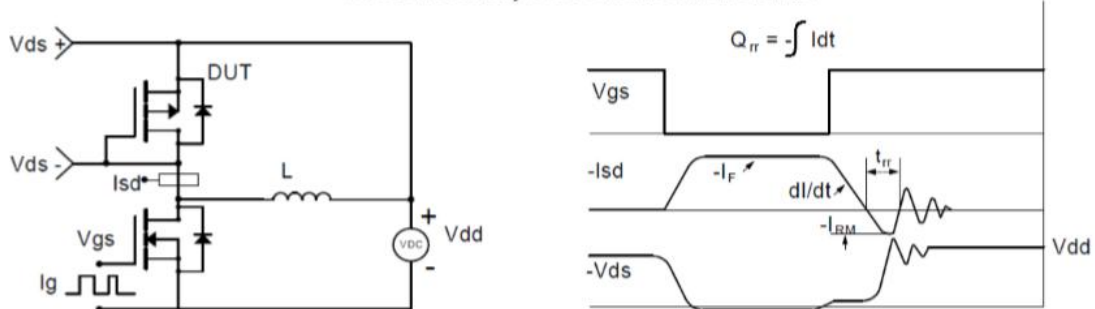 Vds +
DUT
Vds -
Isd
L
Vgs
Ig
+
VDC
-
Vdd
Qrr = -∫ Idt
Vgs
-Isd
-IF
dI/dt
trr
-IRM
Vdd
-Vds